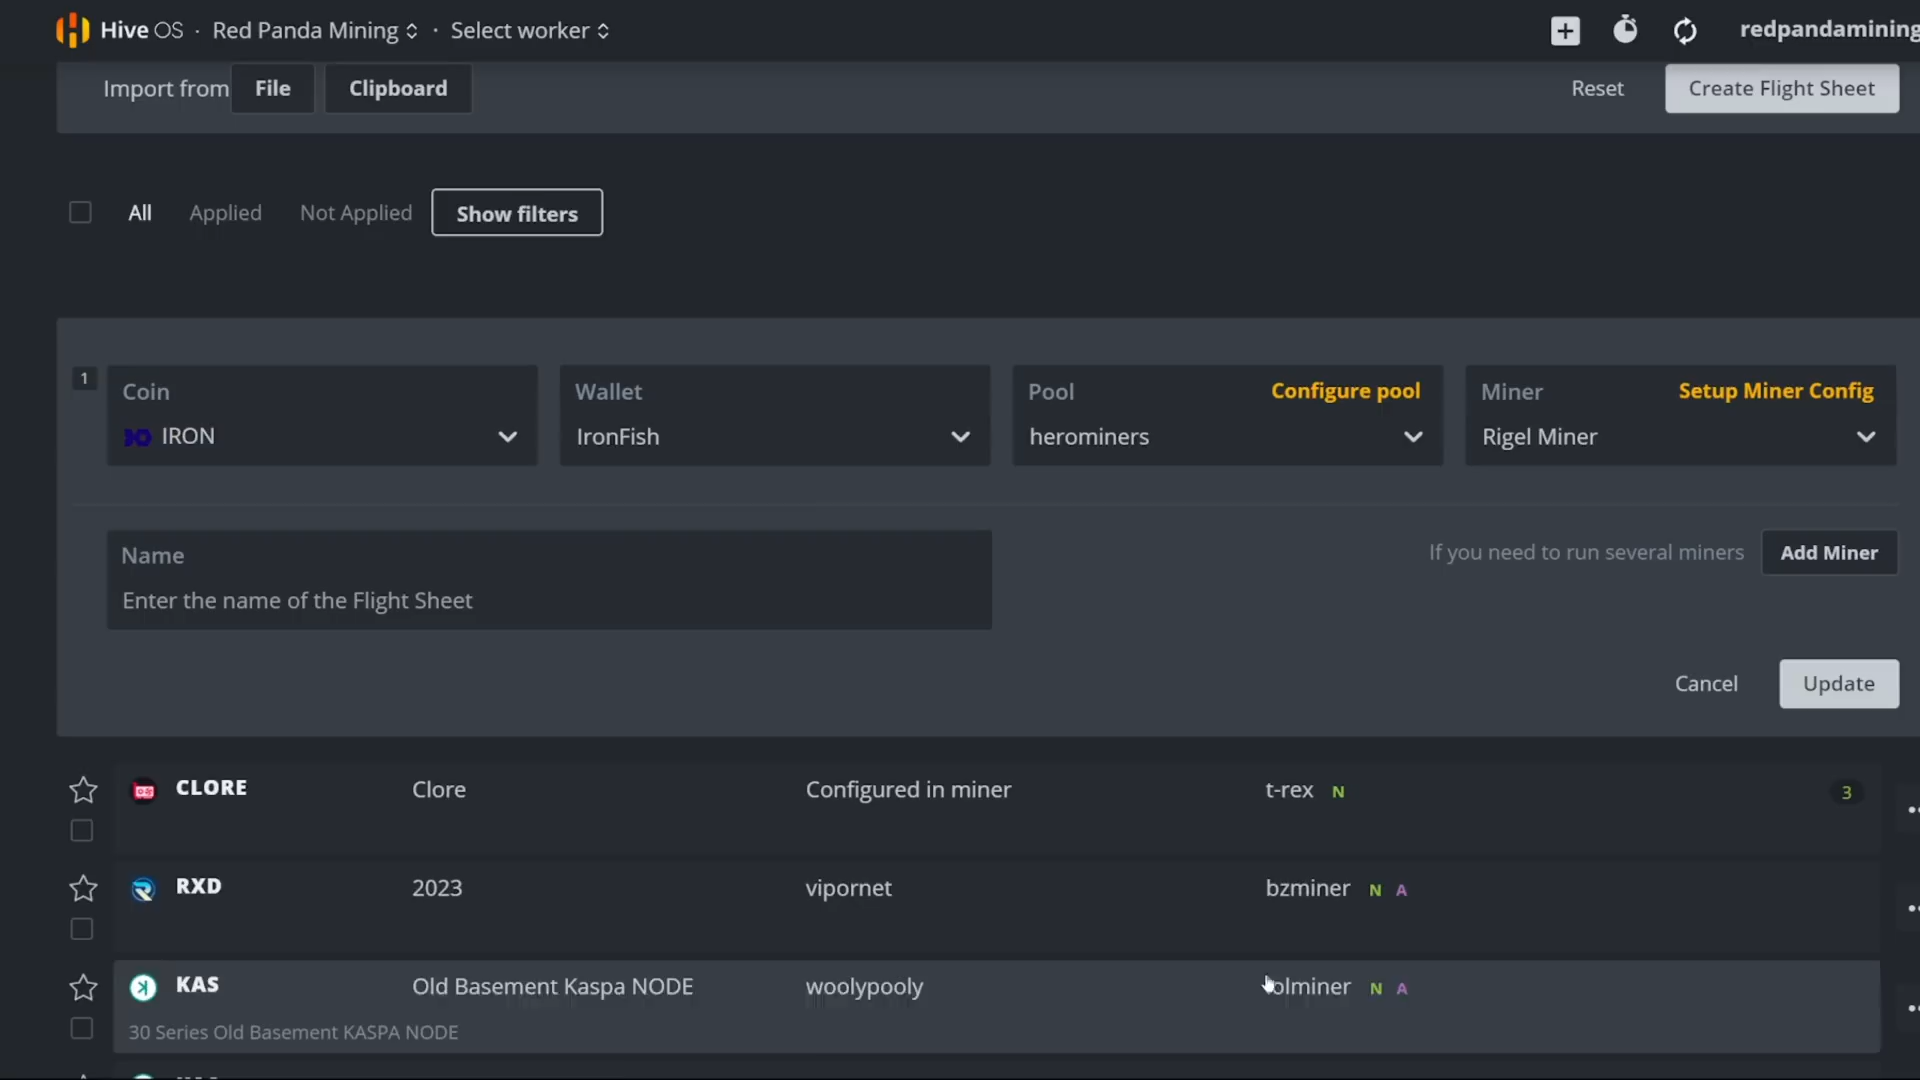 Hive OS · Red Panda Mining · Select worker redpandamining
Import from File Clipboard Reset Create Flight Sheet
All Applied Not Applied Show filters
1 Coin Wallet Pool Configure pool Miner Setup Miner Config
IRON IronFish herominers Rigel Miner
Name
Enter the name of the Flight Sheet
If you need to run several miners Add Miner
Cancel Update
CLORE Clore Configured in miner t-rex N 3
RXD 2023 vipornet bzminer N A
KAS Old Basement Kaspa NODE woolypooly lolminer N A
30 Series Old Basement KASPA NODE